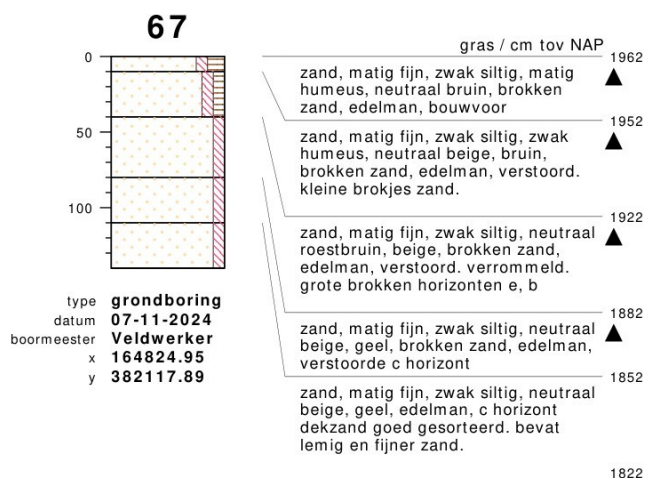 67
gras / cm tov NAP
0
1962
zand, matig fijn, zwak siltig, matig
humeus, neutraal bruin, brokken
zand, edelman, bouwvoor
1952
zand, matig fijn, zwak siltig, zwak
humeus, neutraal beige, bruin,
brokken zand, edelman, verstoord.
kleine brokjes zand.
50
1922
zand, matig fijn, zwak siltig, neutraal
roestbruin, beige, brokken zand,
edelman, verstoord. verrommeld.
grote brokken horizonten e, b
100
1882
zand, matig fijn, zwak siltig, neutraal
beige, geel, brokken zand, edelman,
verstoorde c horizont
1852
zand, matig fijn, zwak siltig, neutraal
beige, geel, edelman, c horizont
dekzand goed gesorteerd. bevat
lemig en fijner zand.
1822
type grondboring
datum 07-11-2024
boormeester Veldwerker
x 164824.95
y 382117.89